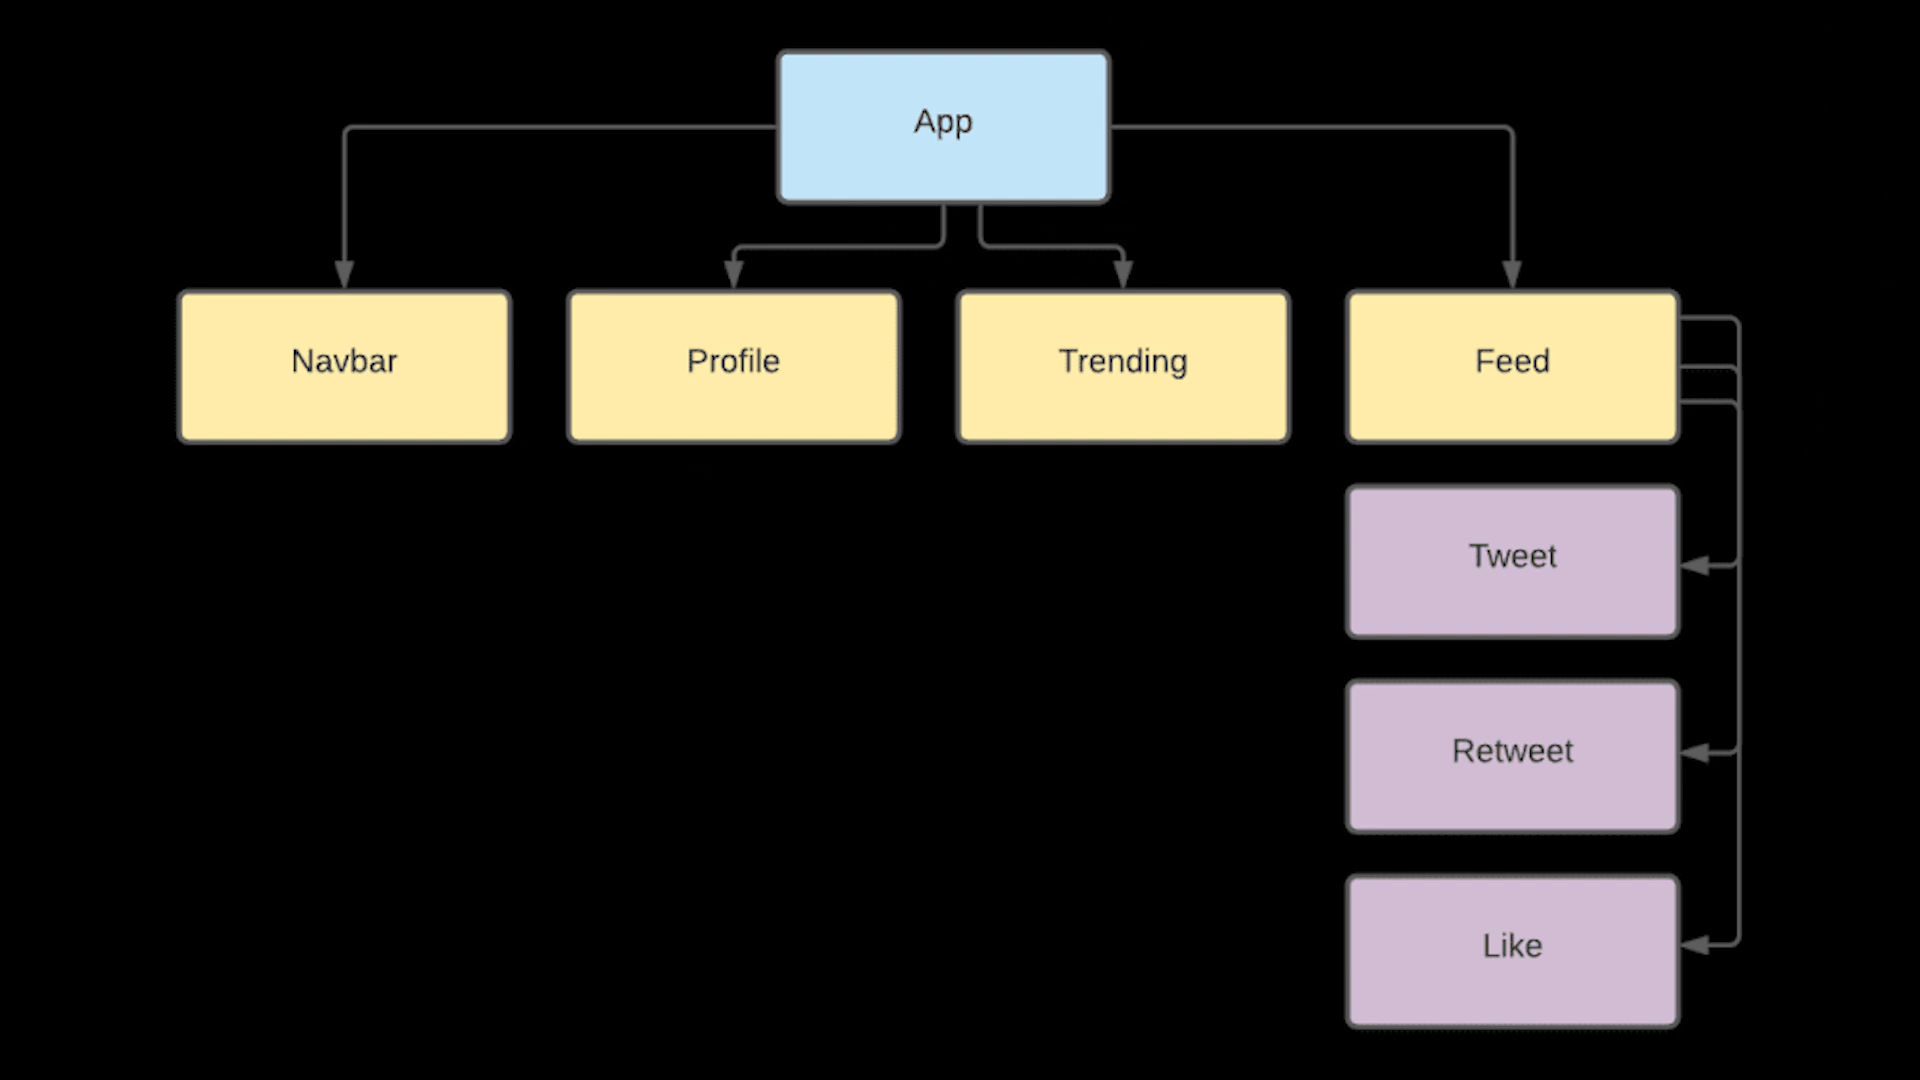 App
Navbar
Profile
Trending
Feed
Tweet
Retweet
Like